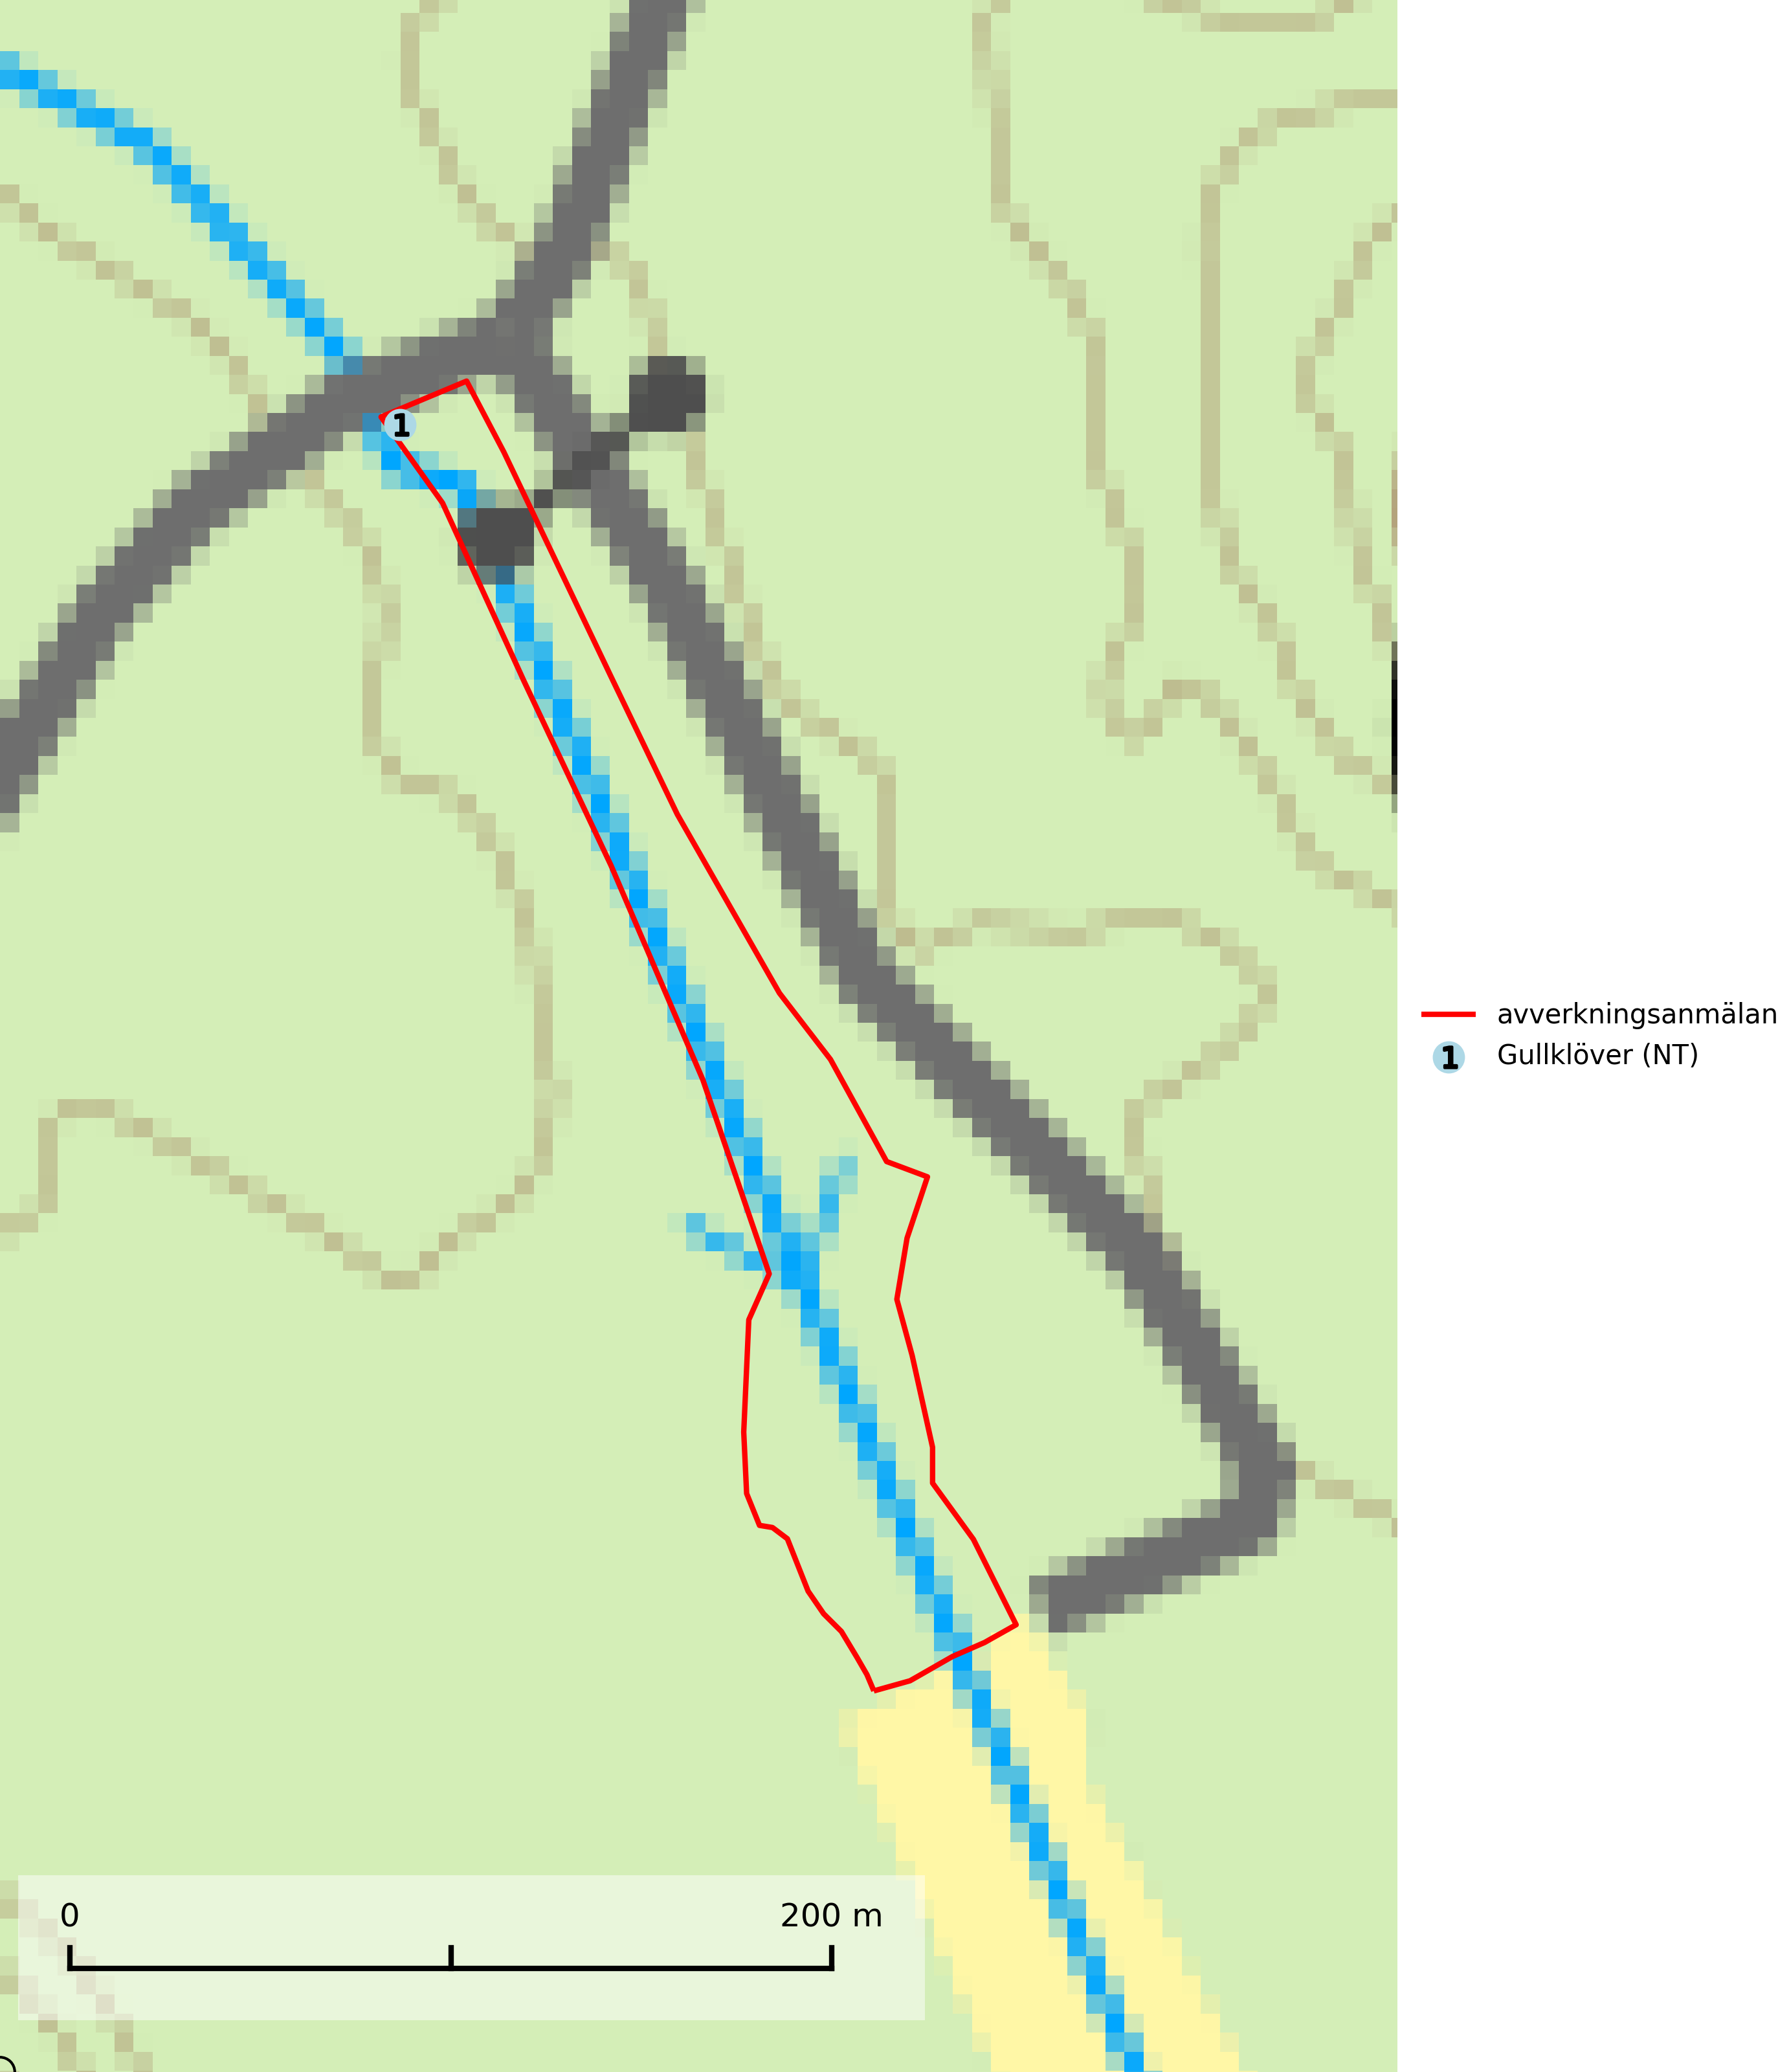 1
avverkningsanmälan
1 Gullklöver (NT)
0 200 m